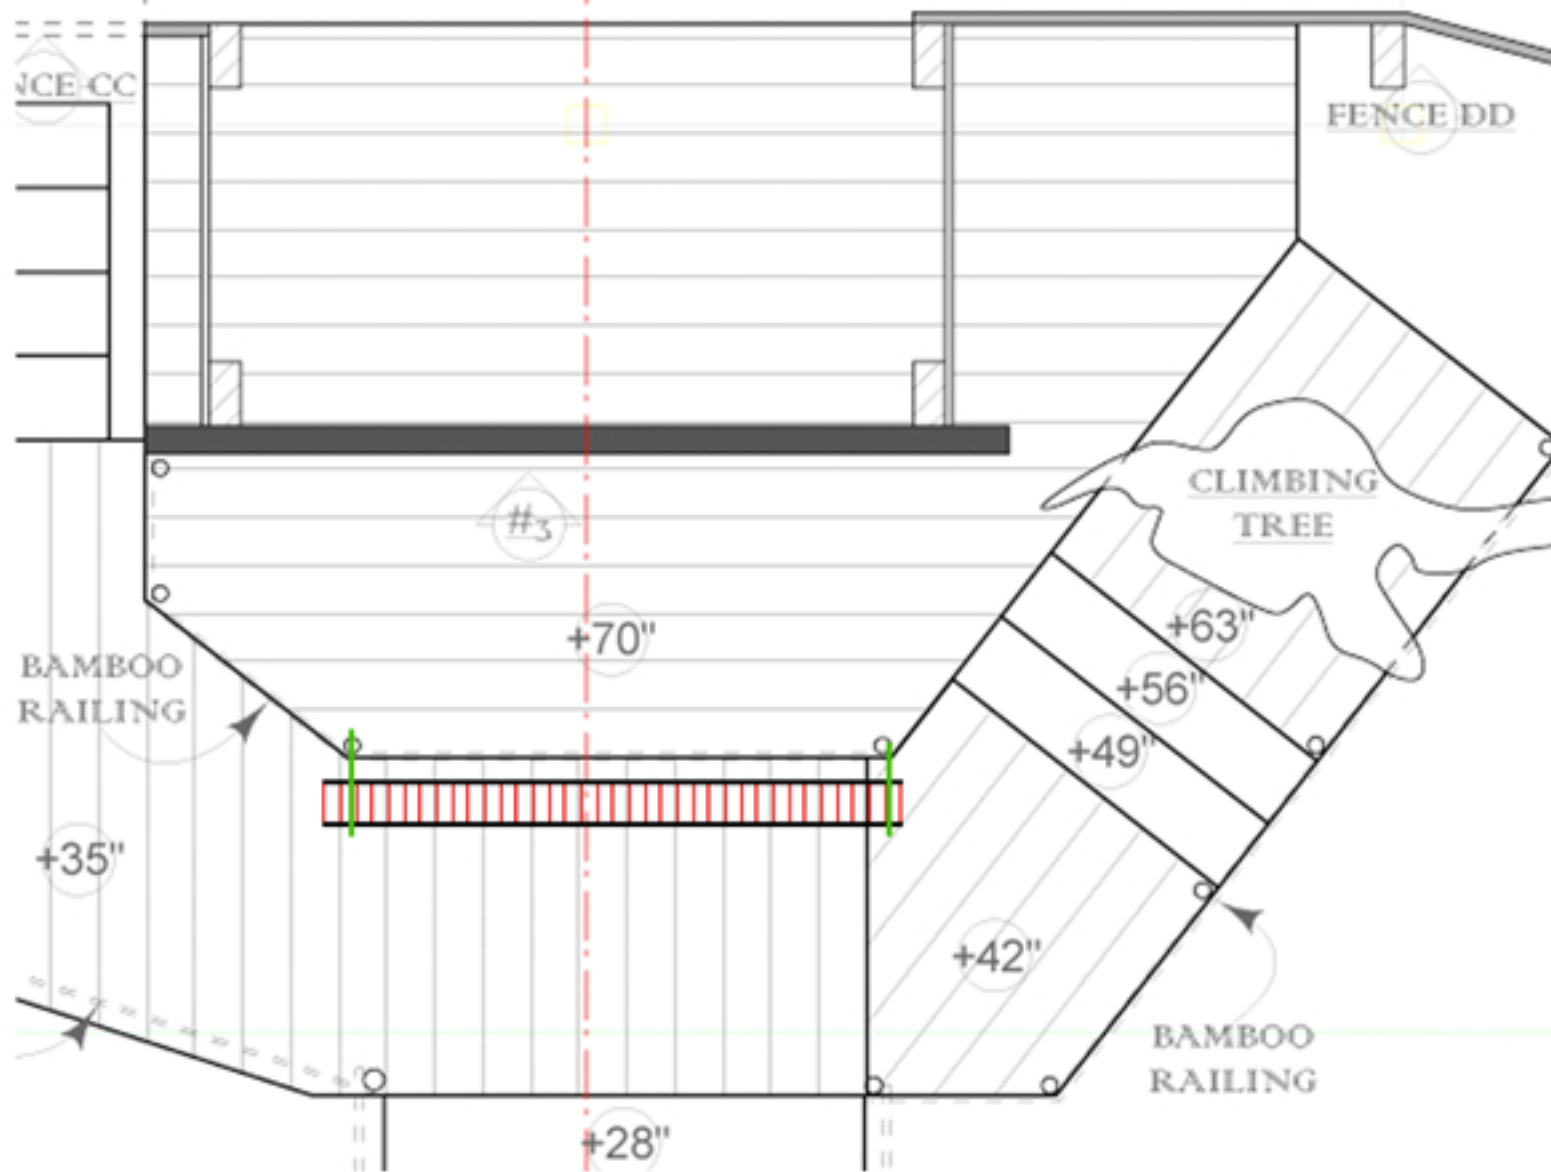 NCE CC
FENCE DD
CLIMBING
TREE
#3
+63"
+70"
BAMBOO
RAILING
+56"
+49"
+35"
+42"
BAMBOO
RAILING
+28"